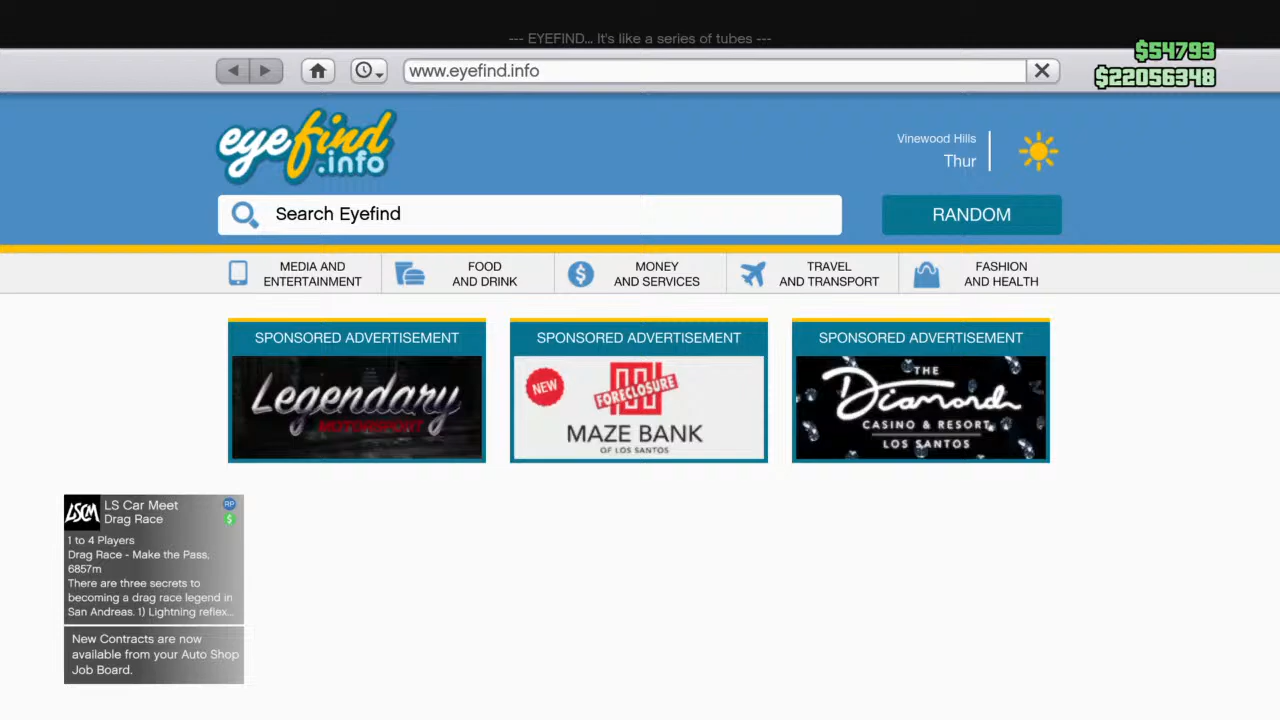 --- EYEFIND... It's like a series of tubes ---
$54793
www.eyefind.info
$22056348
eyefind
.info
Vinewood Hills
Thur
Search Eyefind
RANDOM
MEDIA AND
ENTERTAINMENT
FOOD
AND DRINK
MONEY
AND SERVICES
TRAVEL
AND TRANSPORT
FASHION
AND HEALTH
SPONSORED ADVERTISEMENT
Legendary
MOTORSPORT
SPONSORED ADVERTISEMENT
NEW
FORECLOSURE
MAZE BANK
OF LOS SANTOS
SPONSORED ADVERTISEMENT
THE
Diamond
CASINO & RESORT
LOS SANTOS
LSCM
LS Car Meet
Drag Race
RP
$
1 to 4 Players
Drag Race - Make the Pass,
6857m
There are three secrets to
becoming a drag race legend in
San Andreas. 1) Lightning reflex...
New Contracts are now
available from your Auto Shop
Job Board.